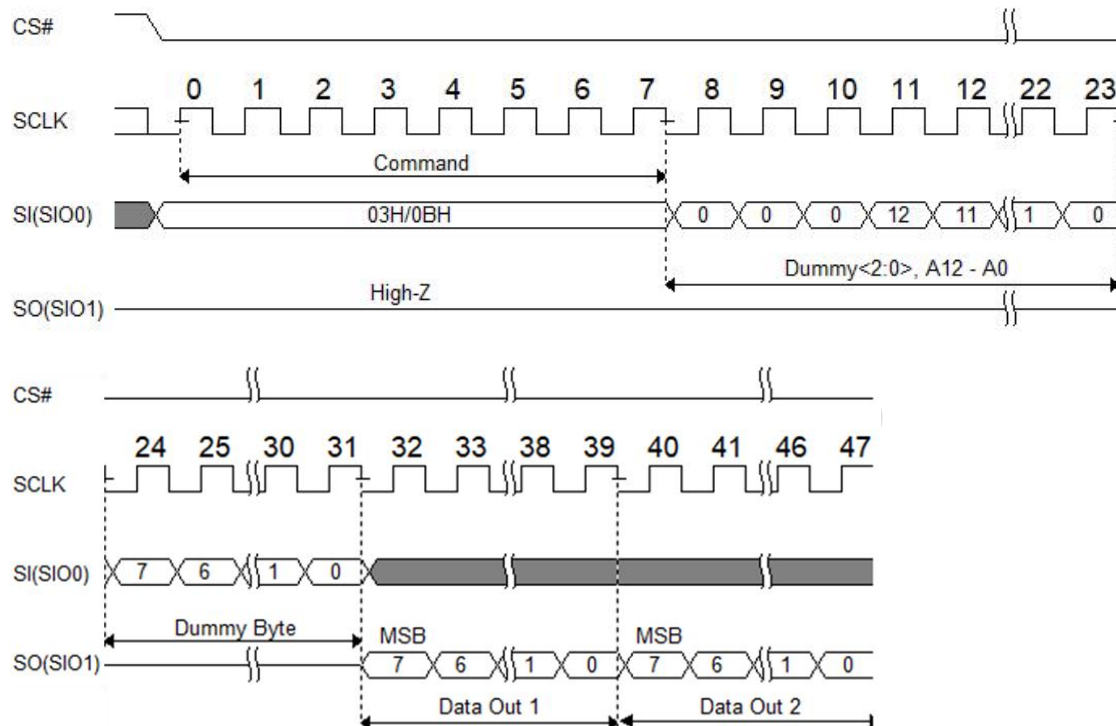 CS#
0 1 2 3 4 5 6 7 8 9 10 11 12 22 23
SCLK
Command
SI(SIO0) 03H/0BH 0 0 0 12 11 1 0
Dummy<2:0>, A12 - A0
High-Z
SO(SIO1)
CS#
24 25 30 31 32 33 38 39 40 41 46 47
SCLK
SI(SIO0) 7 6 1 0
Dummy Byte MSB MSB
SO(SIO1) 7 6 1 0 7 6 1 0
Data Out 1 Data Out 2